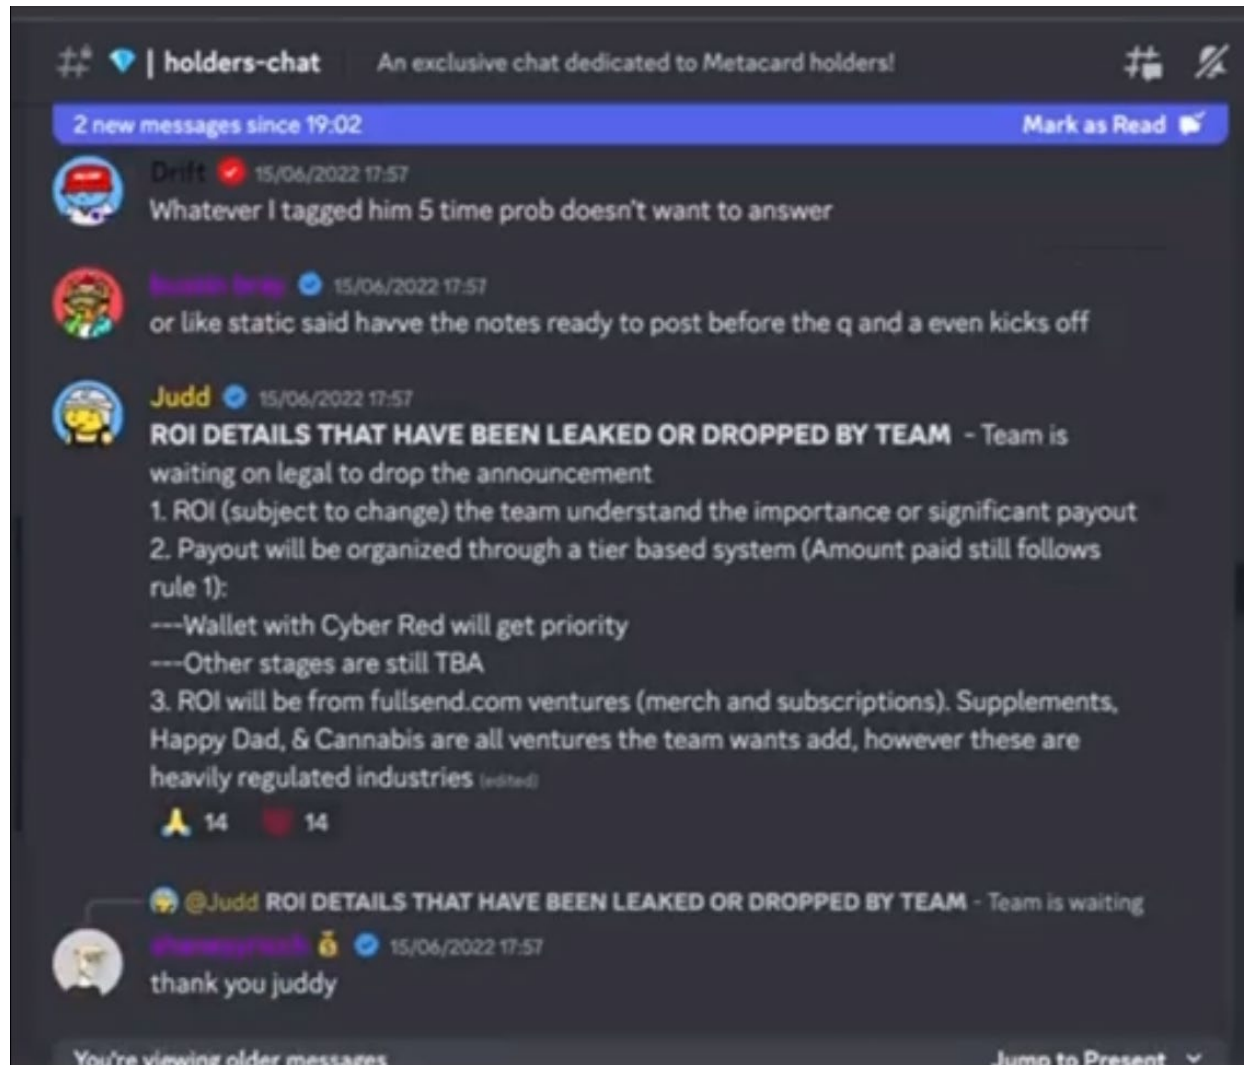 | holders-chat An exclusive chat dedicated to Metacard holders!
2 new messages since 19:02 Mark as Read
Drift 15/06/2022 17:57
Whatever I tagged him 5 time prob doesn't want to answer
15/06/2022 17:57
or like static said havve the notes ready to post before the q and a even kicks off
Judd 15/06/2022 17:57
ROI DETAILS THAT HAVE BEEN LEAKED OR DROPPED BY TEAM - Team is
waiting on legal to drop the announcement
1. ROI (subject to change) the team understand the importance or significant payout
2. Payout will be organized through a tier based system (Amount paid still follows
rule 1):
---Wallet with Cyber Red will get priority
---Other stages are still TBA
3. ROI will be from fullsend.com ventures (merch and subscriptions). Supplements,
Happy Dad, & Cannabis are all ventures the team wants add, however these are
heavily regulated industries (edited)
14 14
@Judd ROI DETAILS THAT HAVE BEEN LEAKED OR DROPPED BY TEAM - Team is waiting
15/06/2022 17:57
thank you juddy
You're viewing older messages Jump to Present